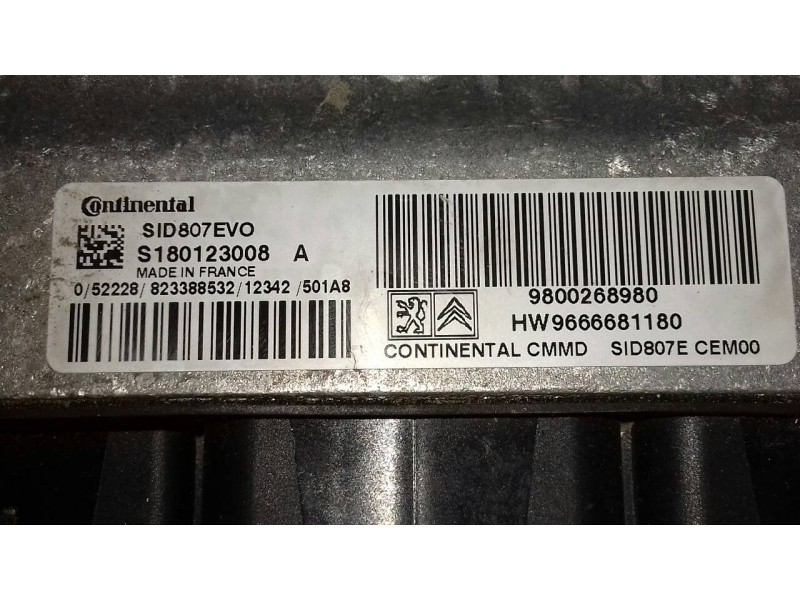 Continental
SID807EVO
S180123008 A
MADE IN FRANCE
0/52228/823388532/12342/501A8
9800268980
HW9666681180
CONTINENTAL CMMD SID807E CEM00